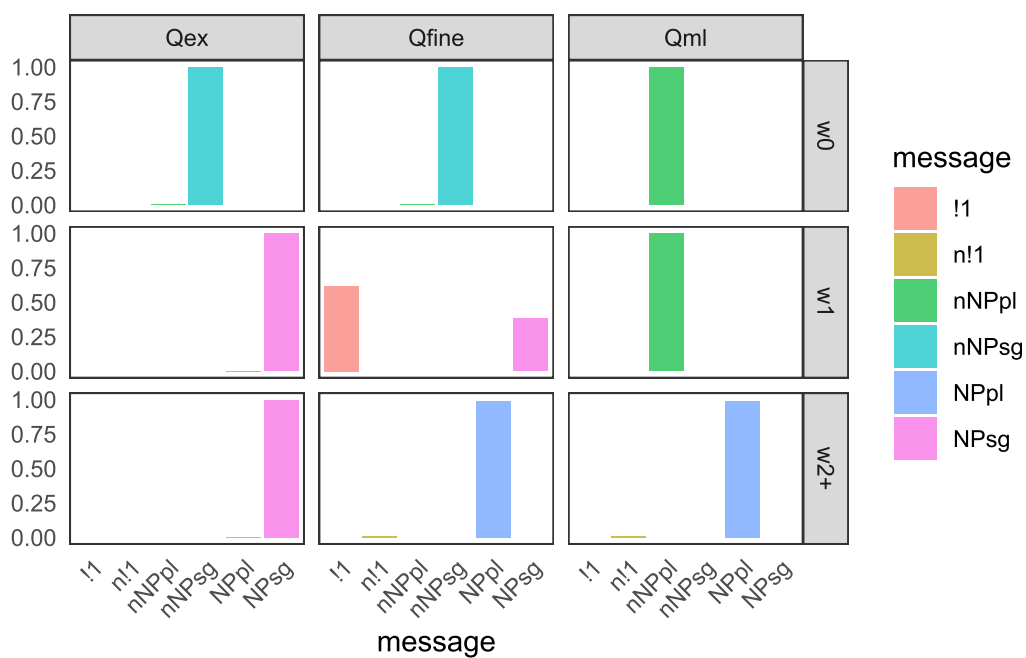 Qex Qfine Qml
1.00
0.75
0.50
0.25
0.00
w0
1.00
0.75
0.50
0.25
0.00
w1
1.00
0.75
0.50
0.25
0.00
w2+
!1 n!1 nNPpl nNPsg NPpl NPsg !1 n!1 nNPpl nNPsg NPpl NPsg !1 n!1 nNPpl nNPsg NPpl NPsg
message
message
!1
n!1
nNPpl
nNPsg
NPpl
NPsg